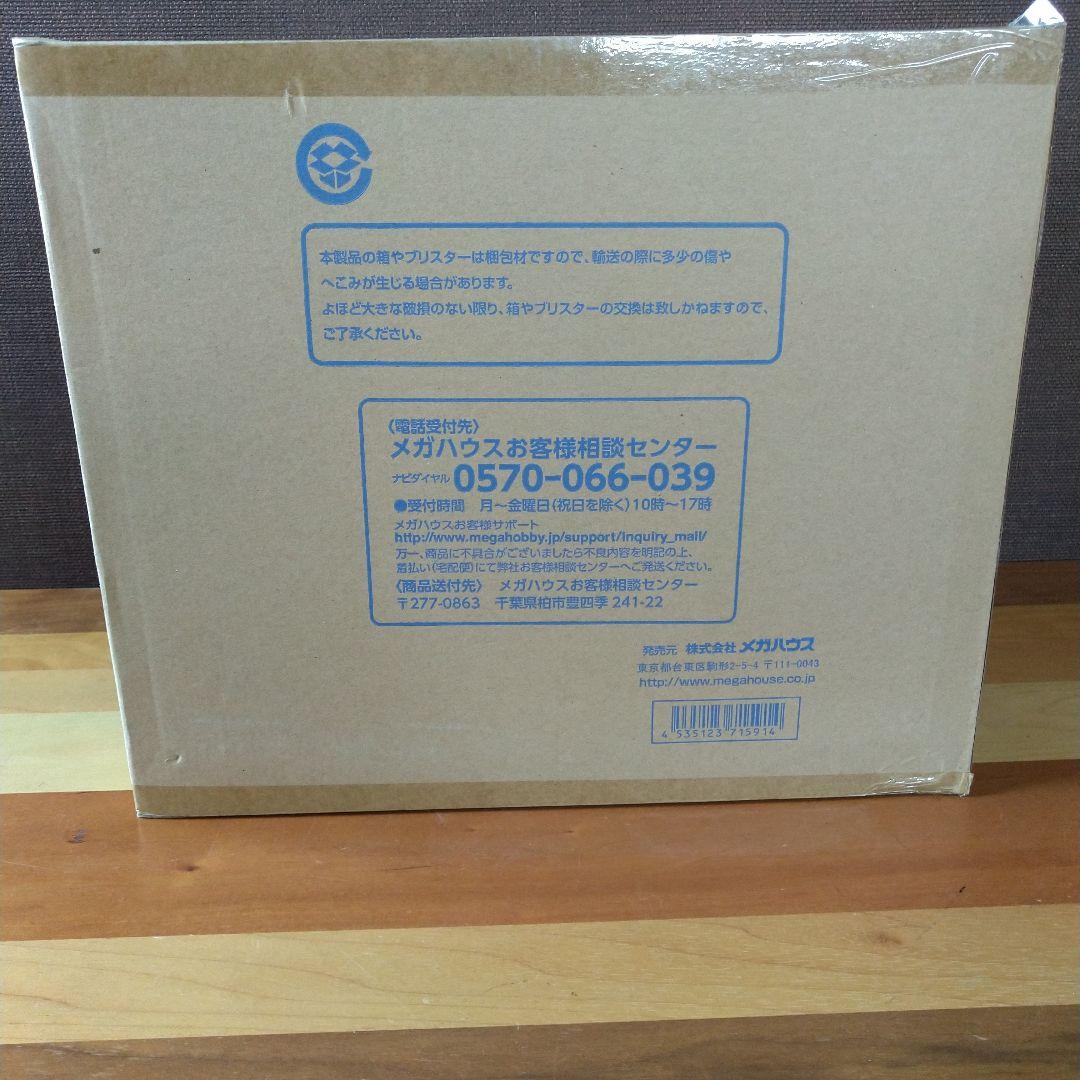 本製品の箱やブリスターは梱包材ですので、輸送の際に多少の傷や
へこみが生じる場合があります。
よほど大きな破損のない限り、箱やブリスターの交換は致しかねますので、
ご了承ください。
〈電話受付先〉
メガハウスお客様相談センター
ナビダイヤル 0570-066-039
●受付時間 月〜金曜日(祝日を除く)10時〜17時
メガハウスお客様サポート
http://www.megahobby.jp/support/inquiry_mail/
万一、商品に不具合がございましたら不良内容を明記の上、
着払い(宅配便)にて弊社お客様相談センターへご発送ください。
〈商品送付先〉 メガハウスお客様相談センター
〒277-0863 千葉県柏市豊四季 241-22
発売元 株式会社 メガハウス
東京都台東区駒形2-5-4 〒111-0043
http://www.megahouse.co.jp
4 535123 715914